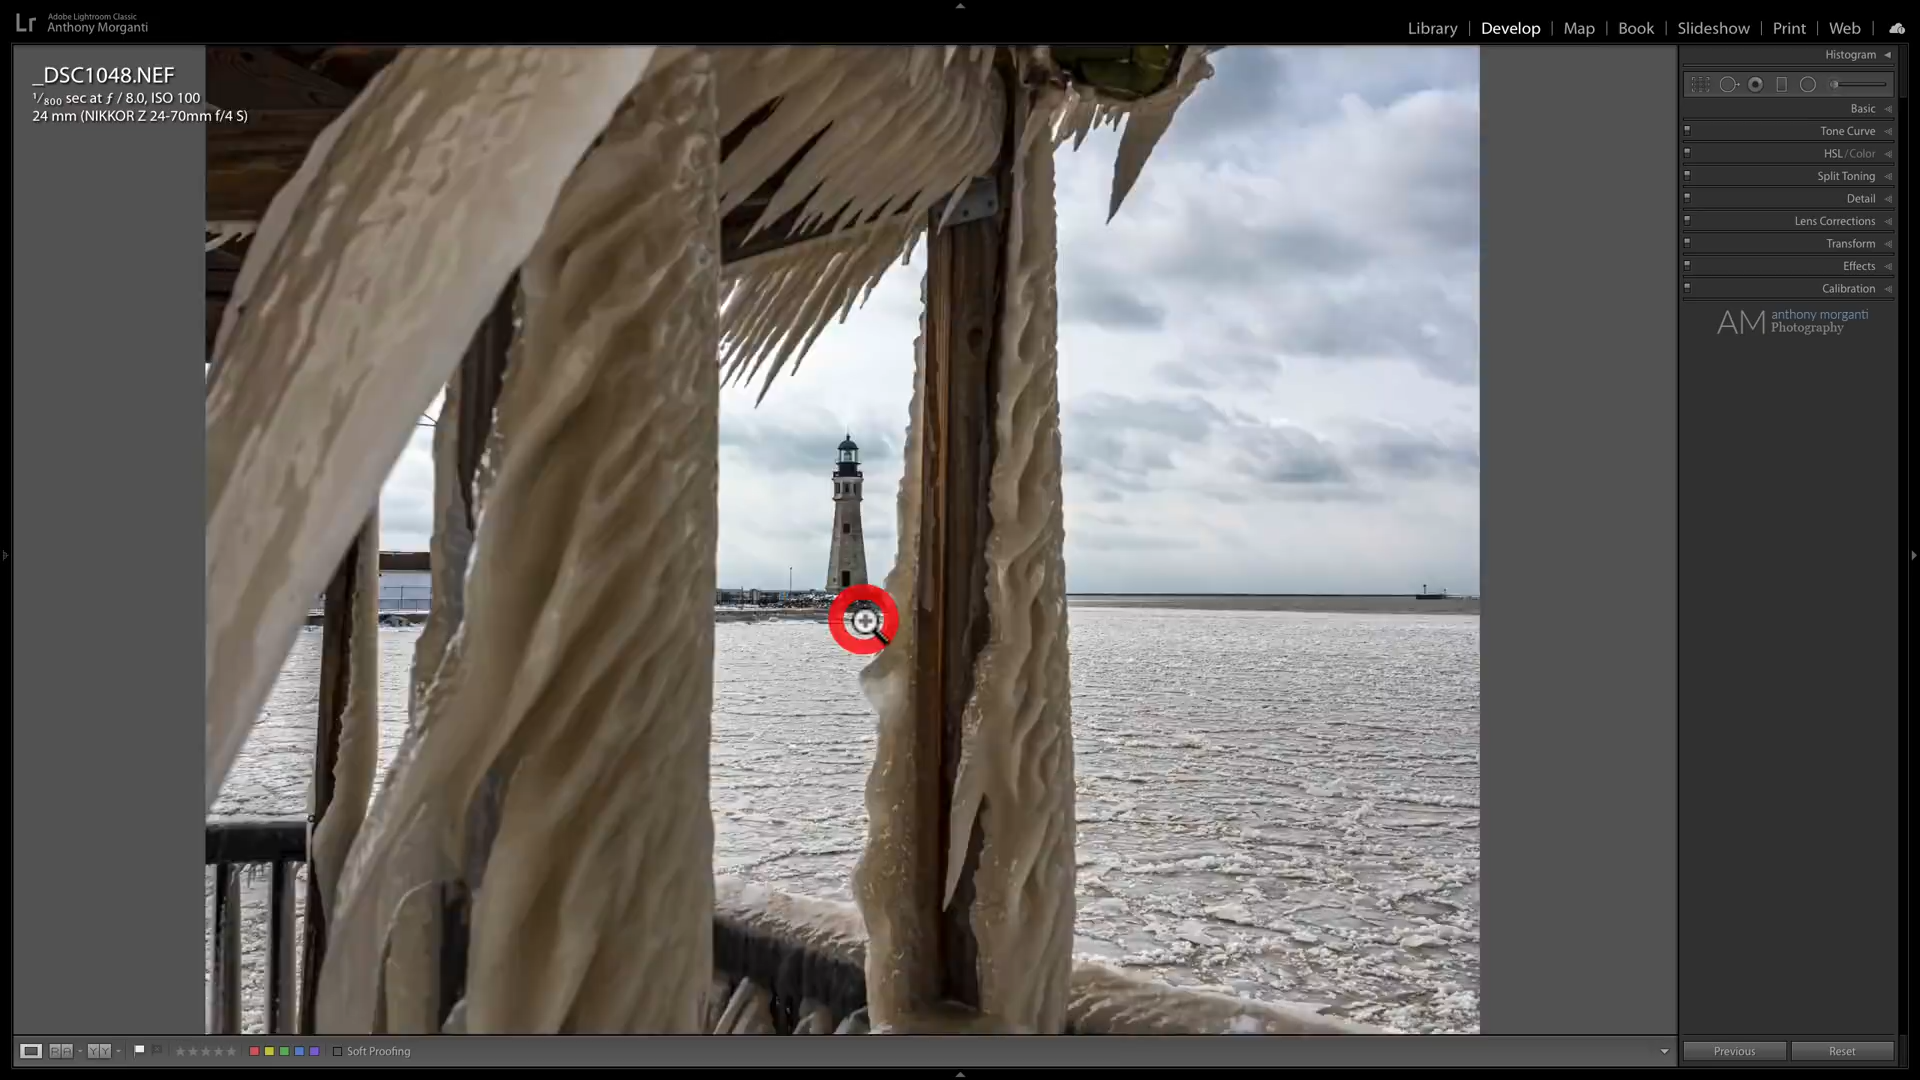 Lr
Adobe Lightroom Classic
Anthony Morganti
Library
Develop
Map
Book
Slideshow
Print
Web
_DSC1048.NEF
1/800 sec at ƒ / 8.0, ISO 100
24 mm (NIKKOR Z 24-70mm f/4 S)
Histogram
Basic
Tone Curve
HSL / Color
Split Toning
Detail
Lens Corrections
Transform
Effects
Calibration
AM anthony morganti
Photography
R A
Y Y
Soft Proofing
Previous
Reset